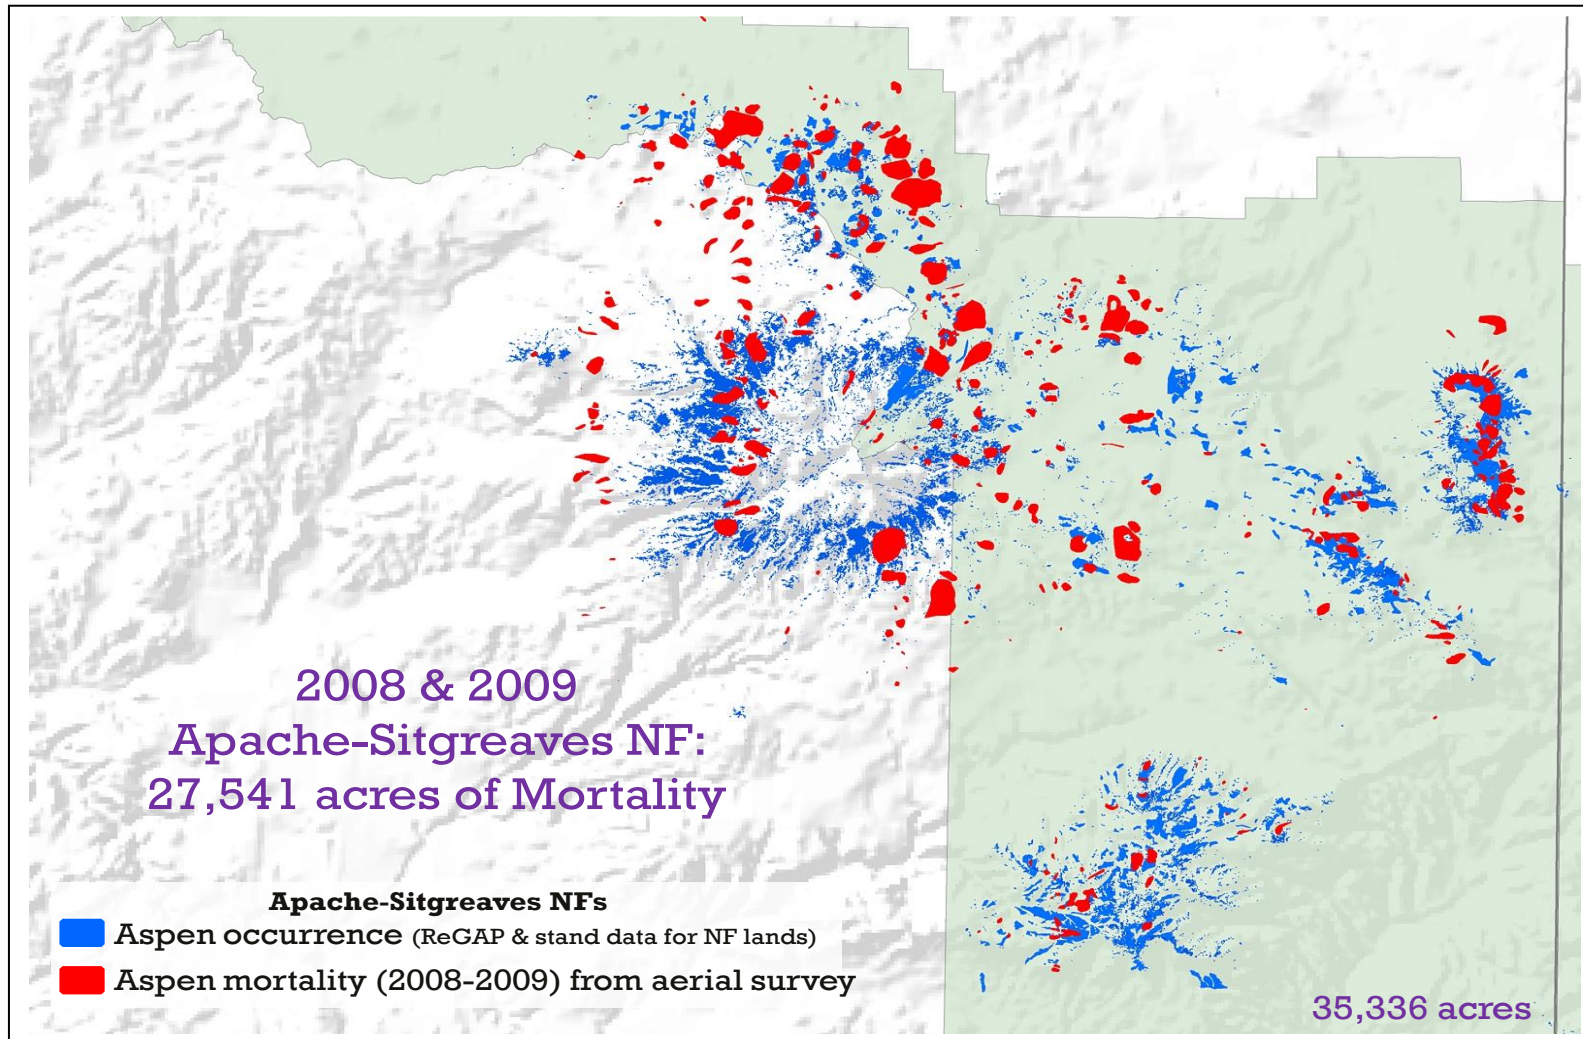 2008 & 2009
Apache-Sitgreaves NF:
27,541 acres of Mortality
Apache-Sitgreaves NFs
Aspen occurrence (ReGAP & stand data for NF lands)
Aspen mortality (2008-2009) from aerial survey
35,336 acres